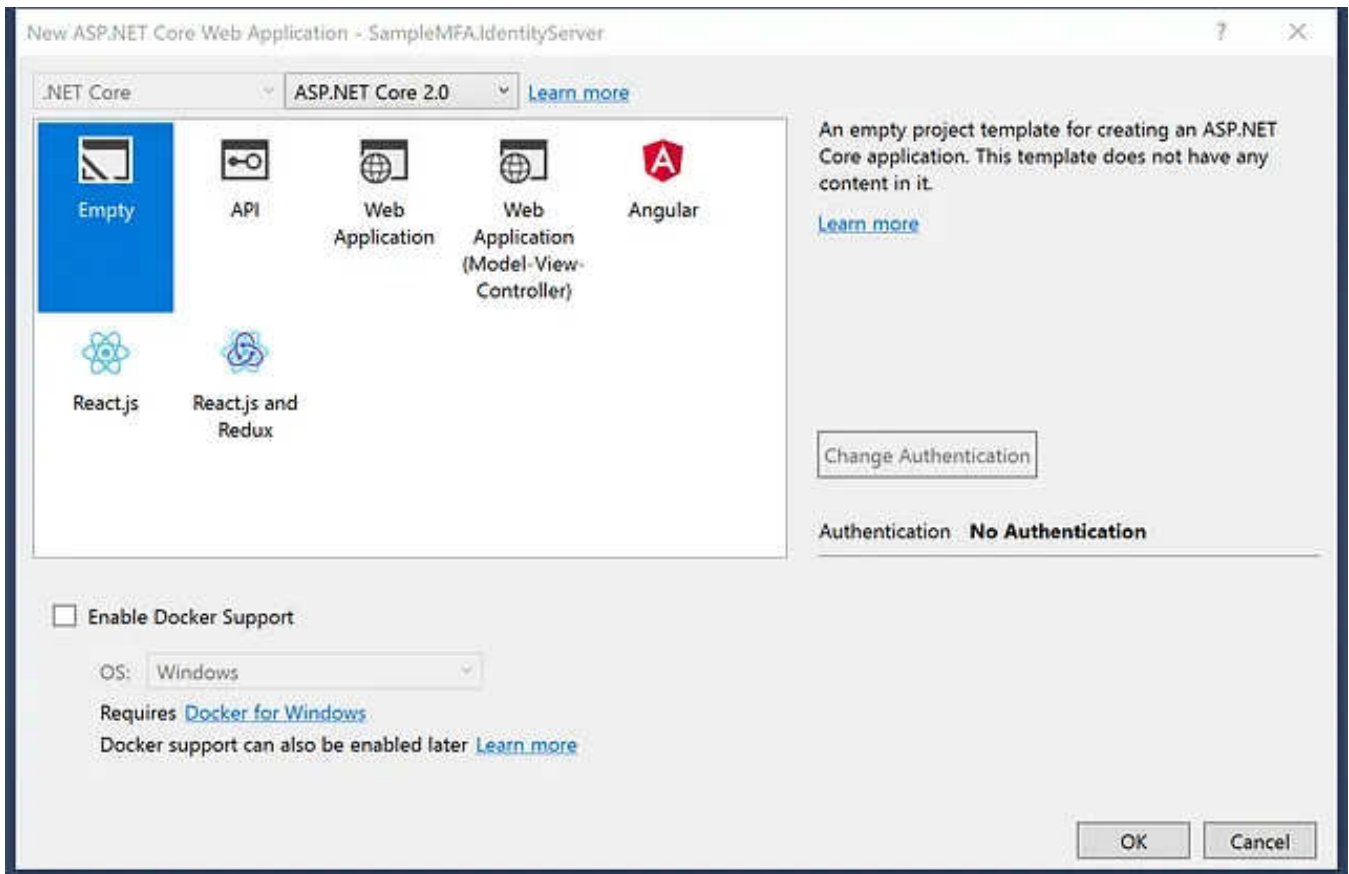 New ASP.NET Core Web Application - SampleMFA.IdentityServer
? ×
.NET Core
ASP.NET Core 2.0
Learn more
Empty
API
Web
Application
Web
Application
(Model-View-
Controller)
Angular
React.js
React.js and
Redux
An empty project template for creating an ASP.NET
Core application. This template does not have any
content in it.
Learn more
Change Authentication
Authentication No Authentication
Enable Docker Support
OS: Windows
Requires Docker for Windows
Docker support can also be enabled later Learn more
OK
Cancel